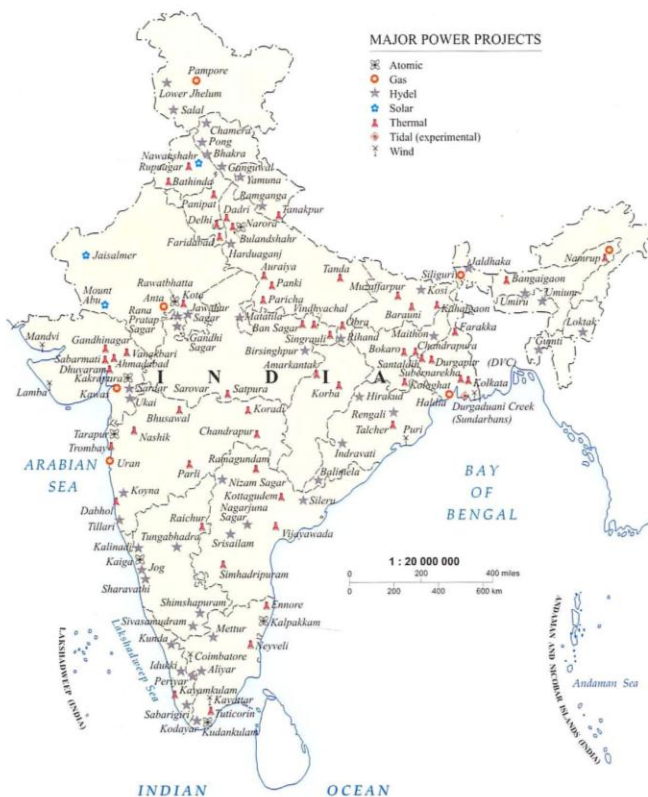 MAJOR POWER PROJECTS
Atomic
Gas
Hydel
Solar
Thermal
Tidal (experimental)
Wind
Pampore
Lower Jhelum
Salal
Chamera
Pong
Nawanshahr
Bhakra
Rupnagar
Ganguwal
Bathinda
Yamuna
Ramganga
Panipat
Dadri
Tanakpur
Delhi
Narora
Faridabad
Bulandshahr
Harduaganj
Jaisalmer
Auraiya
Tanda
Siliguri
Jaldhaka
Namrup
Mount
Abu
Rawatbhatta
Panki
Muzuffarpur
Kosi
Bangaigaon
Anta
Kota
Paricha
Umiru
Umium
Rana
Pratap
Sagar
Jawahar
Sagar
Matatila
Vindhyachal
Barauni
Kahalgaon
Loktak
Mandvi
Gandhinagar
Gandhi
Sagar
Ban Sagar
Obra
Singrauli
Rihand
Maithon
Farakka
Gumti
Vanakbari
Sabarmati
Ahmadabad
Birsinghpur
Bokaro
Chandrapura
Dhuvaran
Amarkantak
Santaldih
Durgapur
(DVC)
Kakrapara
INDIA
Subernarekha
Lamba
Kawas
Sardar
Sarovar
Satpura
Korba
Kolaghat
Kolkata
Ukai
Hirakud
Haldia
Durgaduani Creek
(Sundarbans)
Bhusawal
Koradi
Rengali
Tarapur
Nashik
Chandrapur
Talcher
Puri
Trombay
Indravati
Uran
Parli
Ramagundam
Balimela
ARABIAN
SEA
Nizam Sagar
BAY
OF
BENGAL
Koyna
Kottagudem
Sileru
Dabhol
Nagarjuna
Sagar
Tillari
Raichur
Vijayawada
Tungabhadra
Srisailam
Kalinadi
Kaiga
Jog
Simhadripuram
1 : 20 000 000
0 200 400 miles
0 200 400 600 km
Sharavathi
Shimshapuram
Ennore
Sivasamudram
Kalpakkam
Mettur
Kunda
Neyveli
LAKSHADWEEP (INDIA)
Lakshadweep Sea
Coimbatore
Idukki
Aliyar
Periyar
Kayamkulam
Kayattar
Sabarigiri
Tuticorin
Kodayar
Kudankulam
ANDAMAN AND NICOBAR ISLANDS (INDIA)
Andaman Sea
INDIAN OCEAN